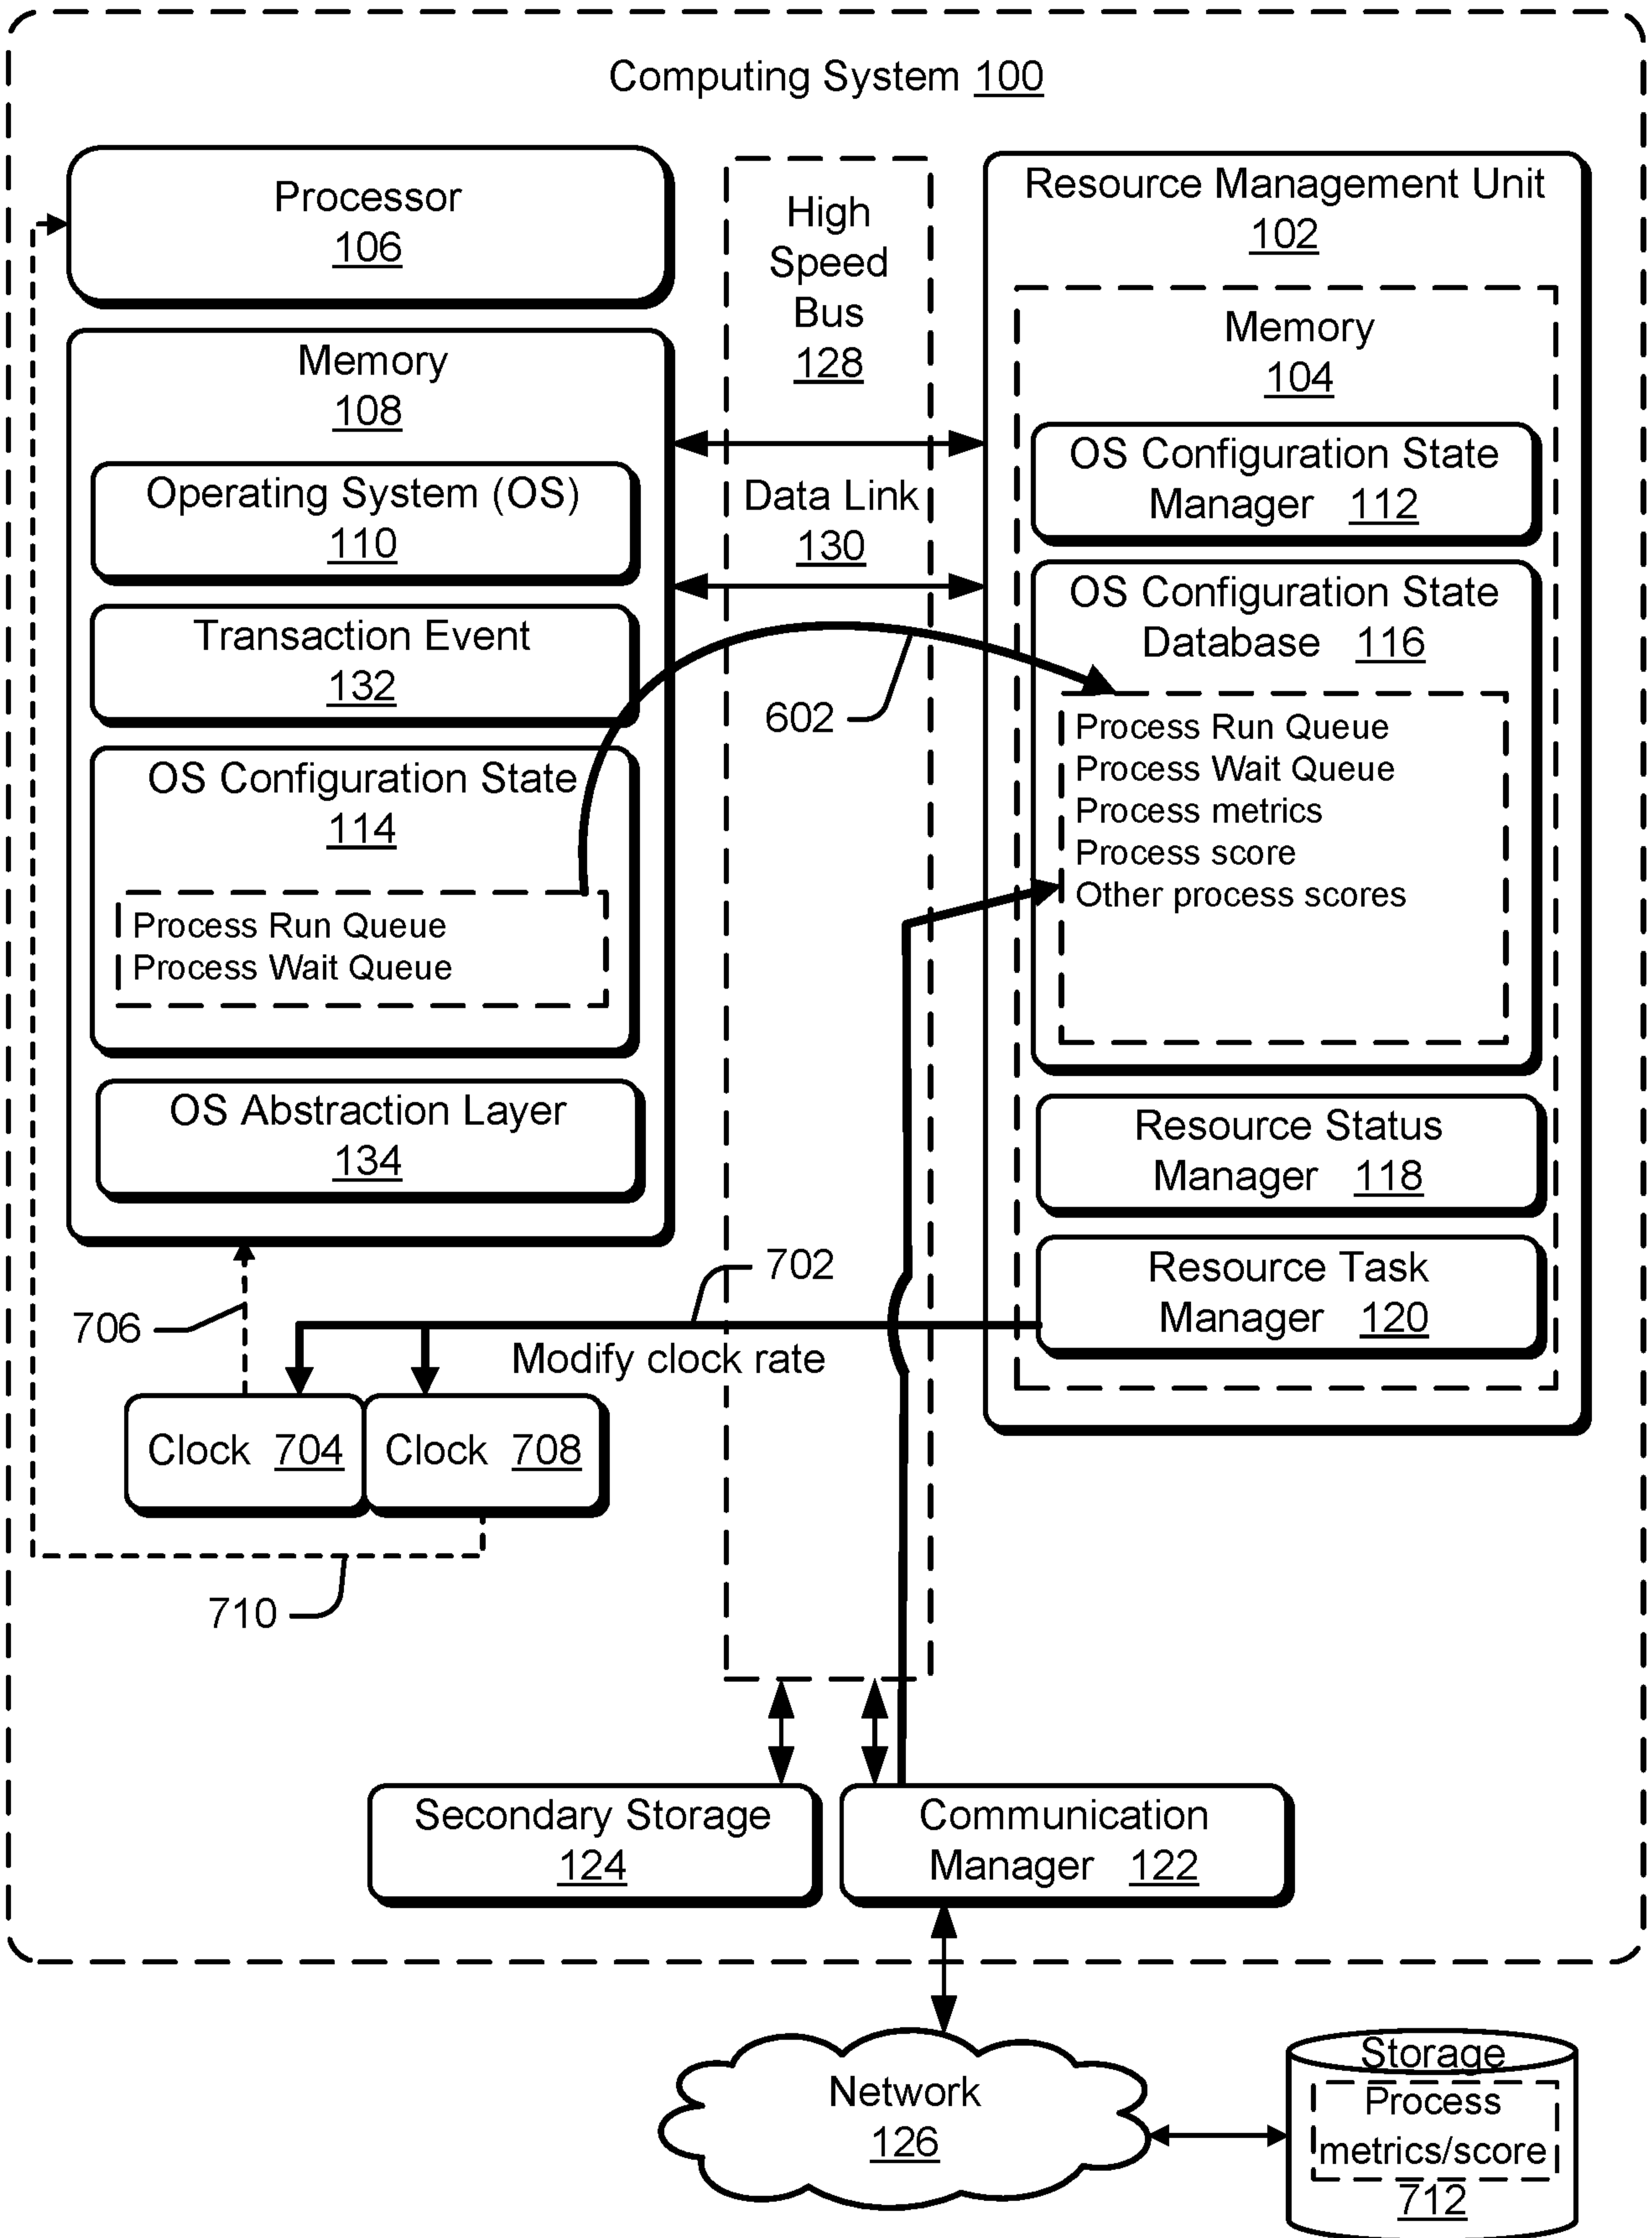 Computing System 100
Processor
106
Memory
108
Operating System (OS)
110
Transaction Event
132
OS Configuration State
114
Process Run Queue
Process Wait Queue
OS Abstraction Layer
134
High
Speed
Bus
128
Data Link
130
602
Resource Management Unit
102
Memory
104
OS Configuration State
Manager 112
OS Configuration State
Database 116
Process Run Queue
Process Wait Queue
Process metrics
Process score
Other process scores
Resource Status
Manager 118
Resource Task
Manager 120
702
706
Modify clock rate
Clock 704
Clock 708
710
Secondary Storage
124
Communication
Manager 122
Network
126
Storage
Process
metrics/score
712